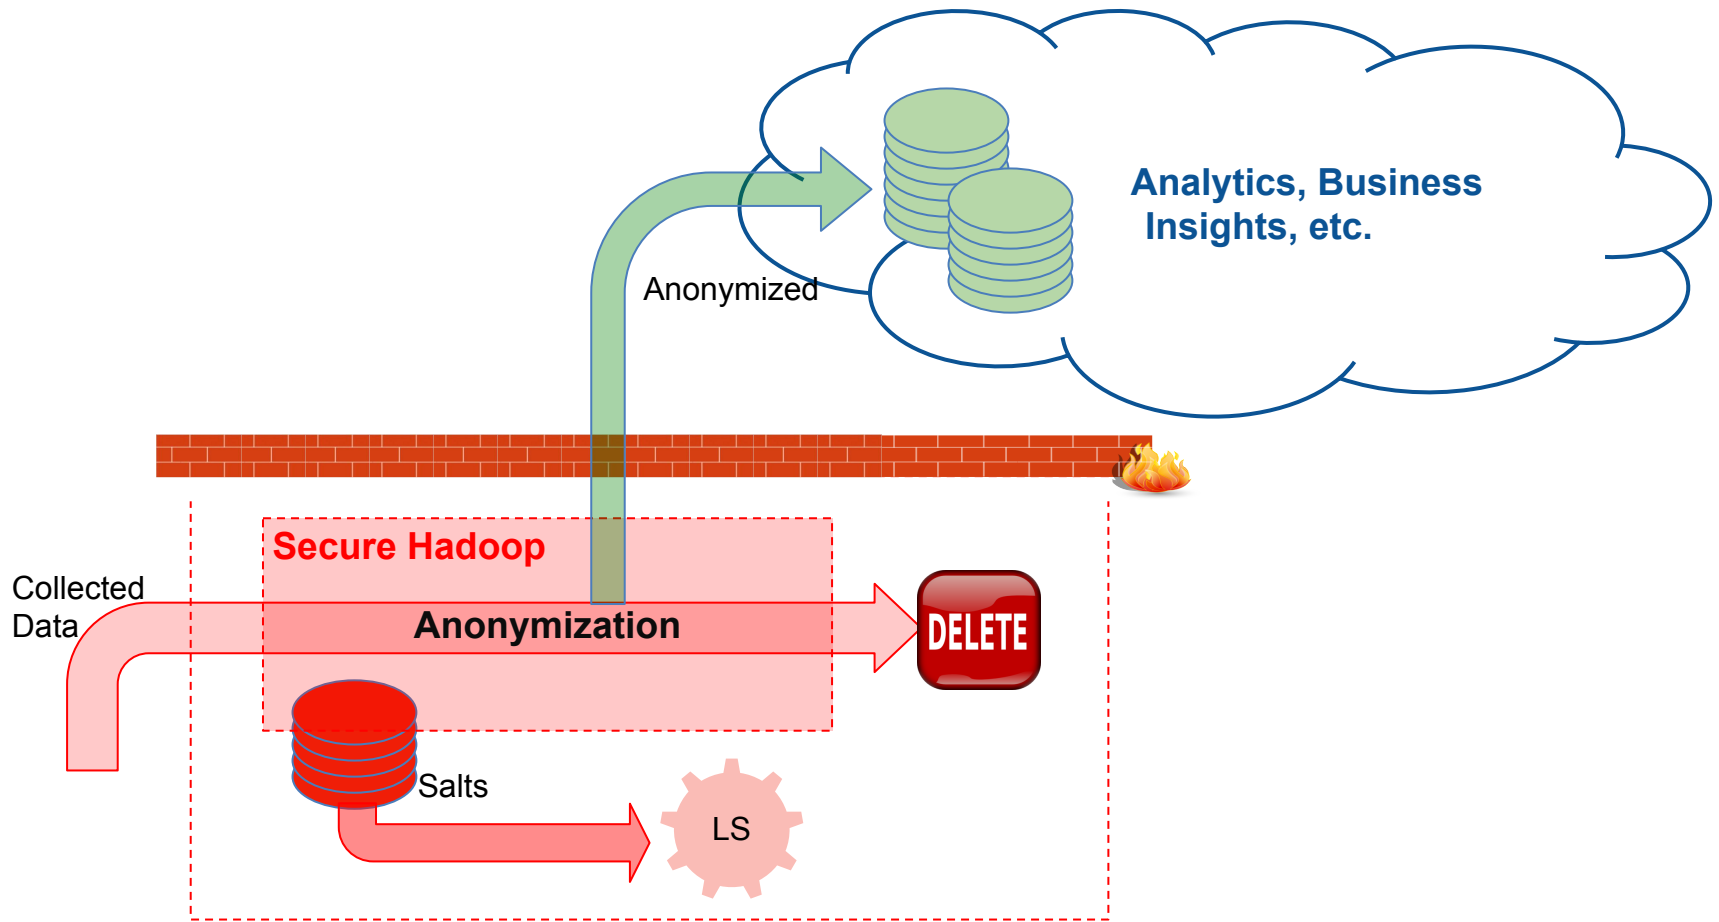 Analytics, Business
Insights, etc.
Anonymized
Secure Hadoop
Collected
Data
Anonymization
DELETE
Salts
LS